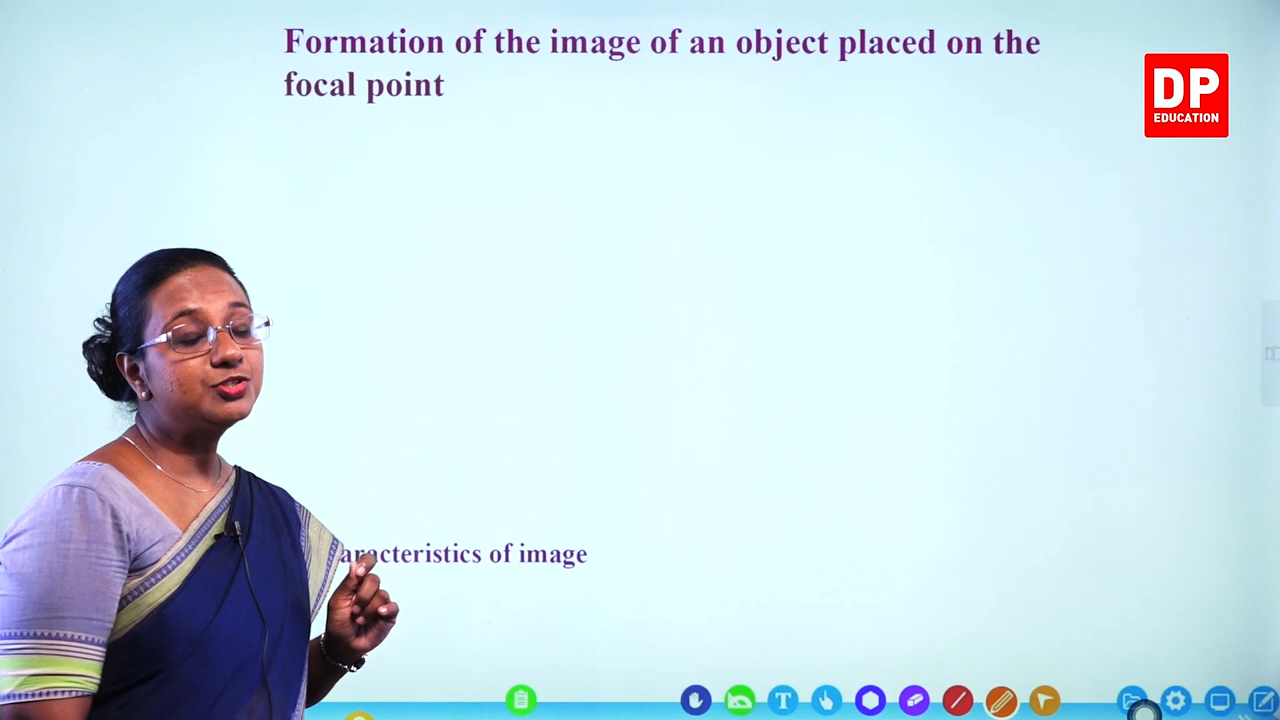 Formation of the image of an object placed on the
focal point
DP
EDUCATION
aracteristics of image
T